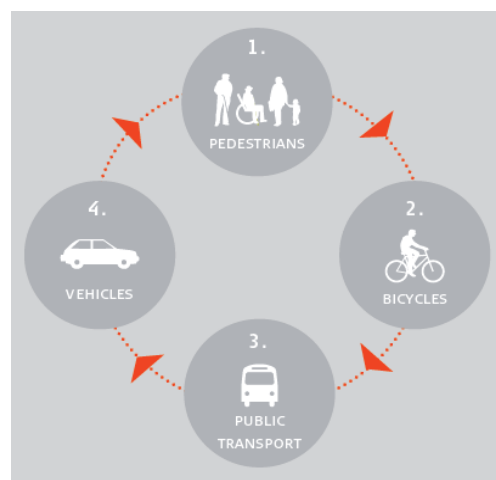 1.
PEDESTRIANS
2.
BICYCLES
3.
PUBLIC
TRANSPORT
4.
VEHICLES